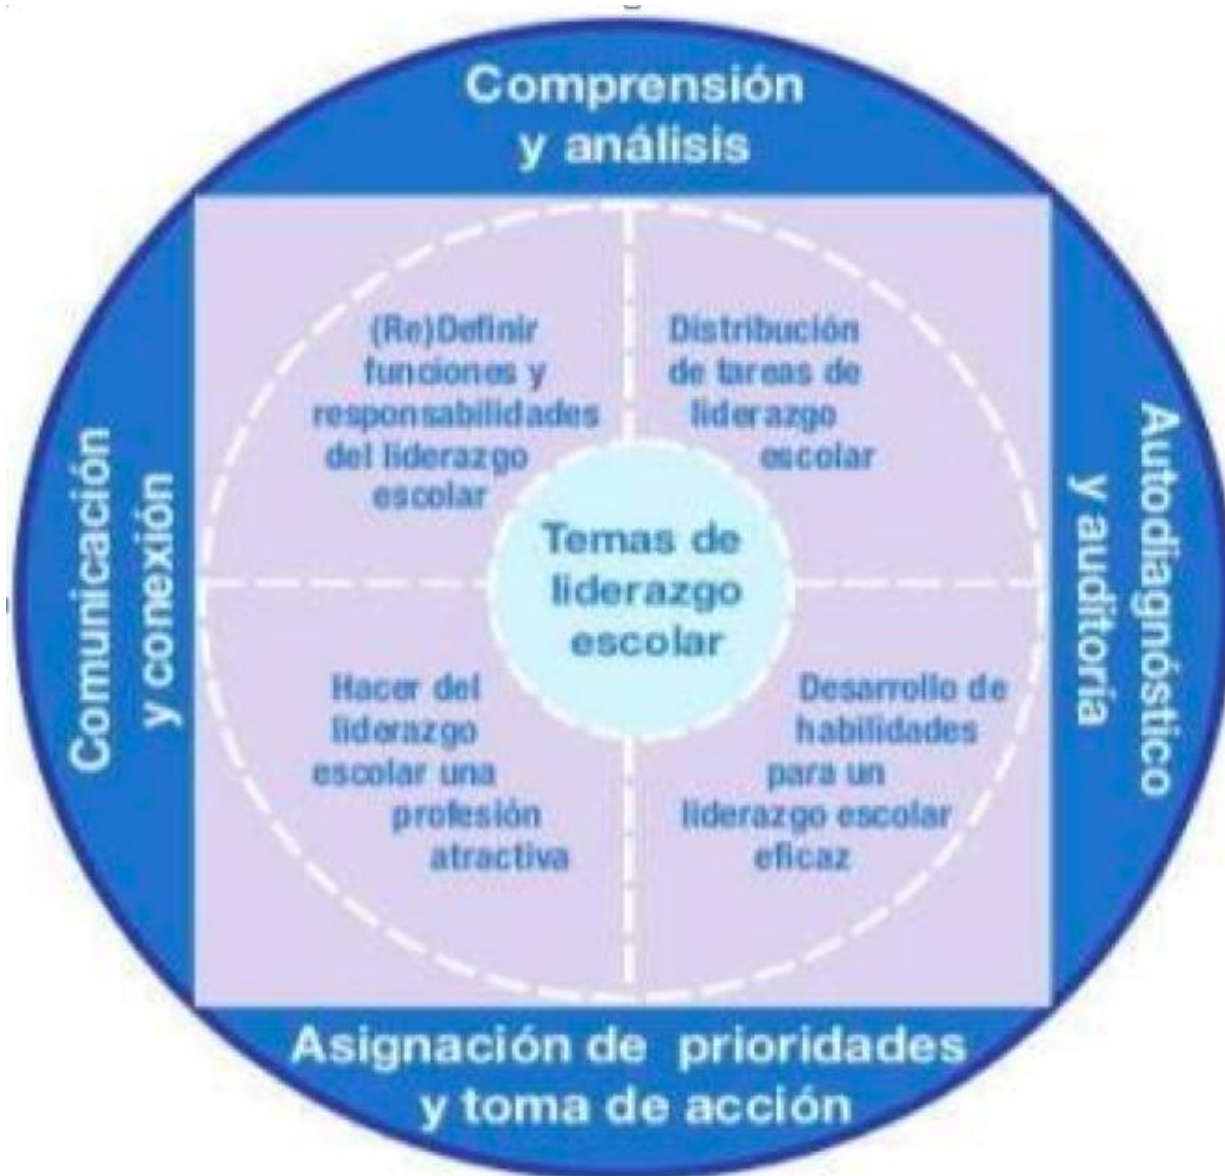 Comprensión
y análisis
(Re)Definir
funciones y
responsabilidades
del liderazgo
escolar
Distribución
de tareas de
liderazgo
escolar
Temas de
liderazgo
escolar
Hacer del
liderazgo
escolar una
profesión
atractiva
Desarrollo de
habilidades
para un
liderazgo escolar
eficaz
Comunicación
y conexión
Autodiagnóstico
y auditoría
Asignación de prioridades
y toma de acción